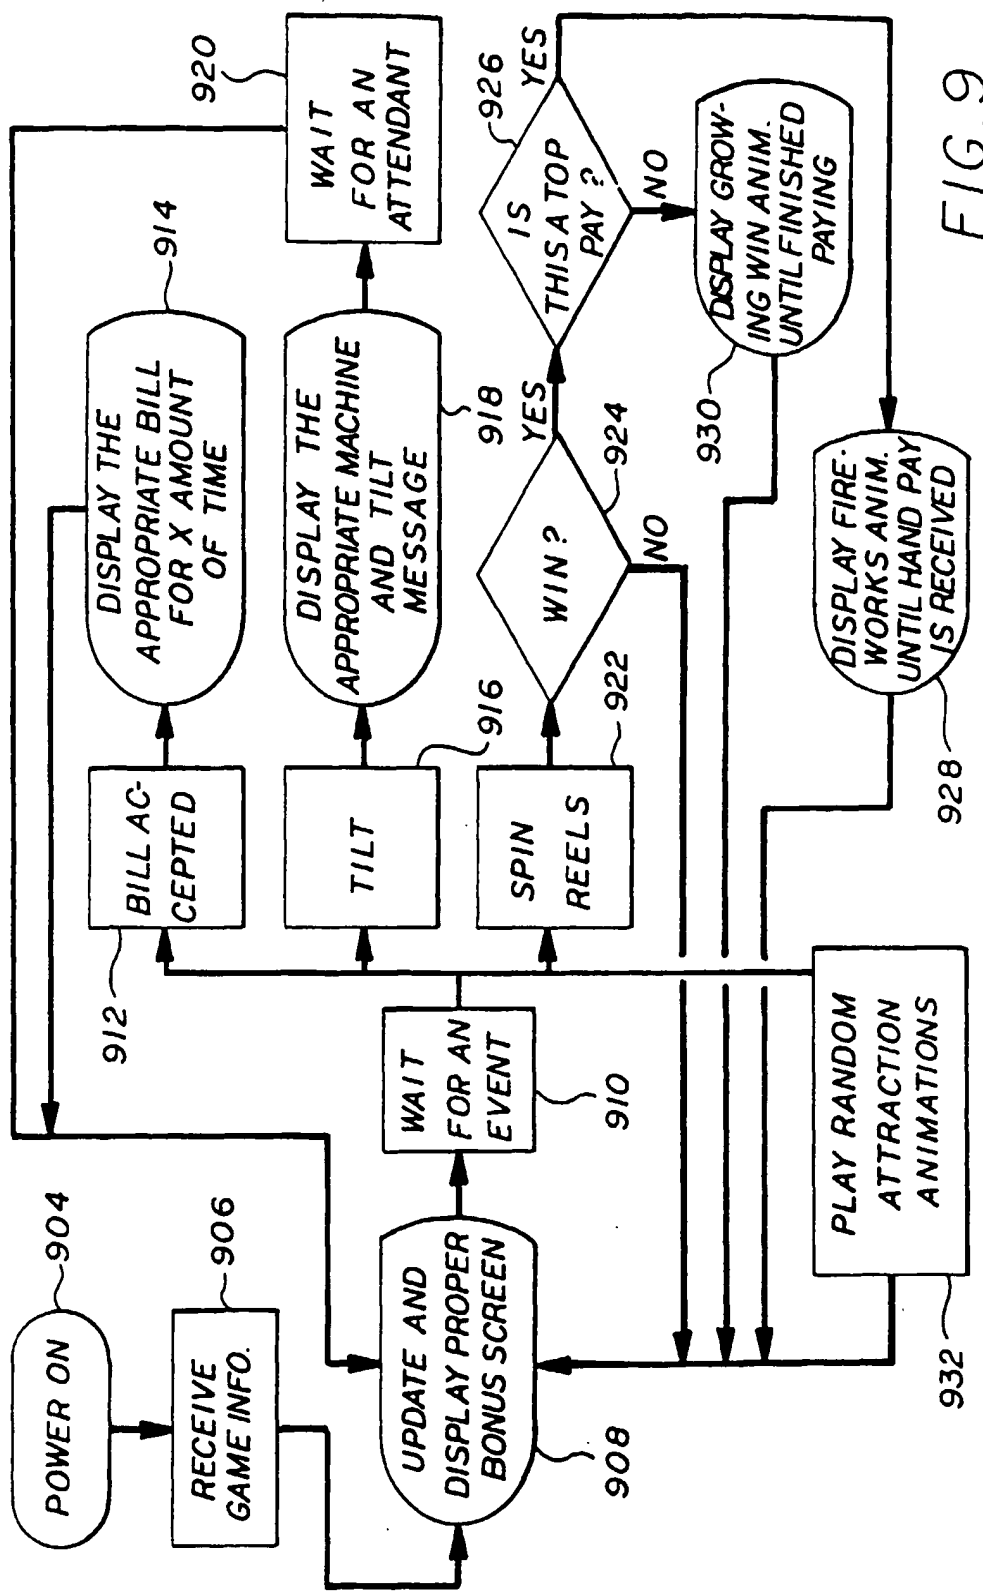 904
POWER ON
906
RECEIVE
GAME INFO.
UPDATE AND
DISPLAY PROPER
BONUS SCREEN
908
WAIT
FOR AN
EVENT
910
BILL AC-
CEPTED
912
DISPLAY THE
APPROPRIATE BILL
FOR X AMOUNT
OF TIME
914
TILT
916
DISPLAY THE
APPROPRIATE MACHINE
AND TILT
MESSAGE
918
WAIT
FOR AN
ATTENDANT
920
SPIN
REELS
922
WIN?
924
YES
NO
IS
THIS A TOP
PAY?
926
YES
NO
DISPLAY GROW-
ING WIN ANIM.
UNTIL FINISHED
PAYING
930
DISPLAY FIRE-
WORKS ANIM.
UNTIL HAND PAY
IS RECEIVED
928
PLAY RANDOM
ATTRACTION
ANIMATIONS
932
FIG. 9